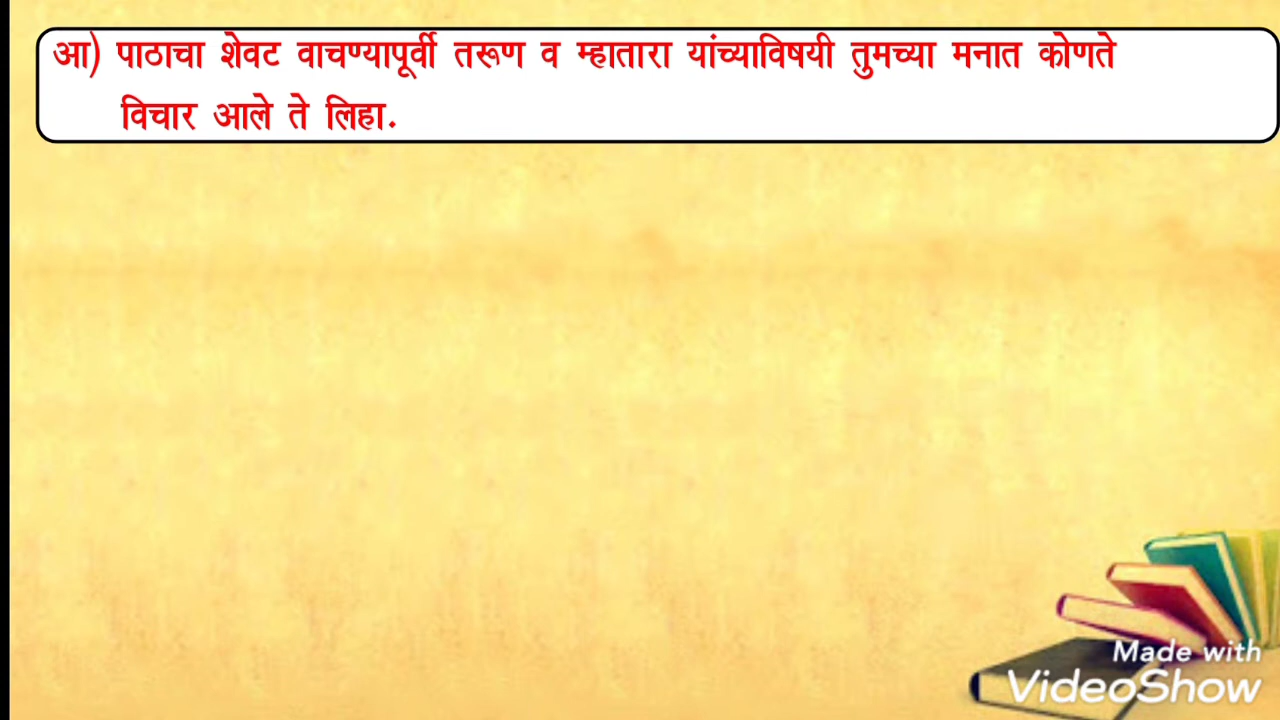 आ) पाठाचा शेवट वाचण्यापूर्वी तरूण व म्हातारा यांच्याविषयी तुमच्या मनात कोणते
विचार आले ते लिहा.
Made with
VideoShow